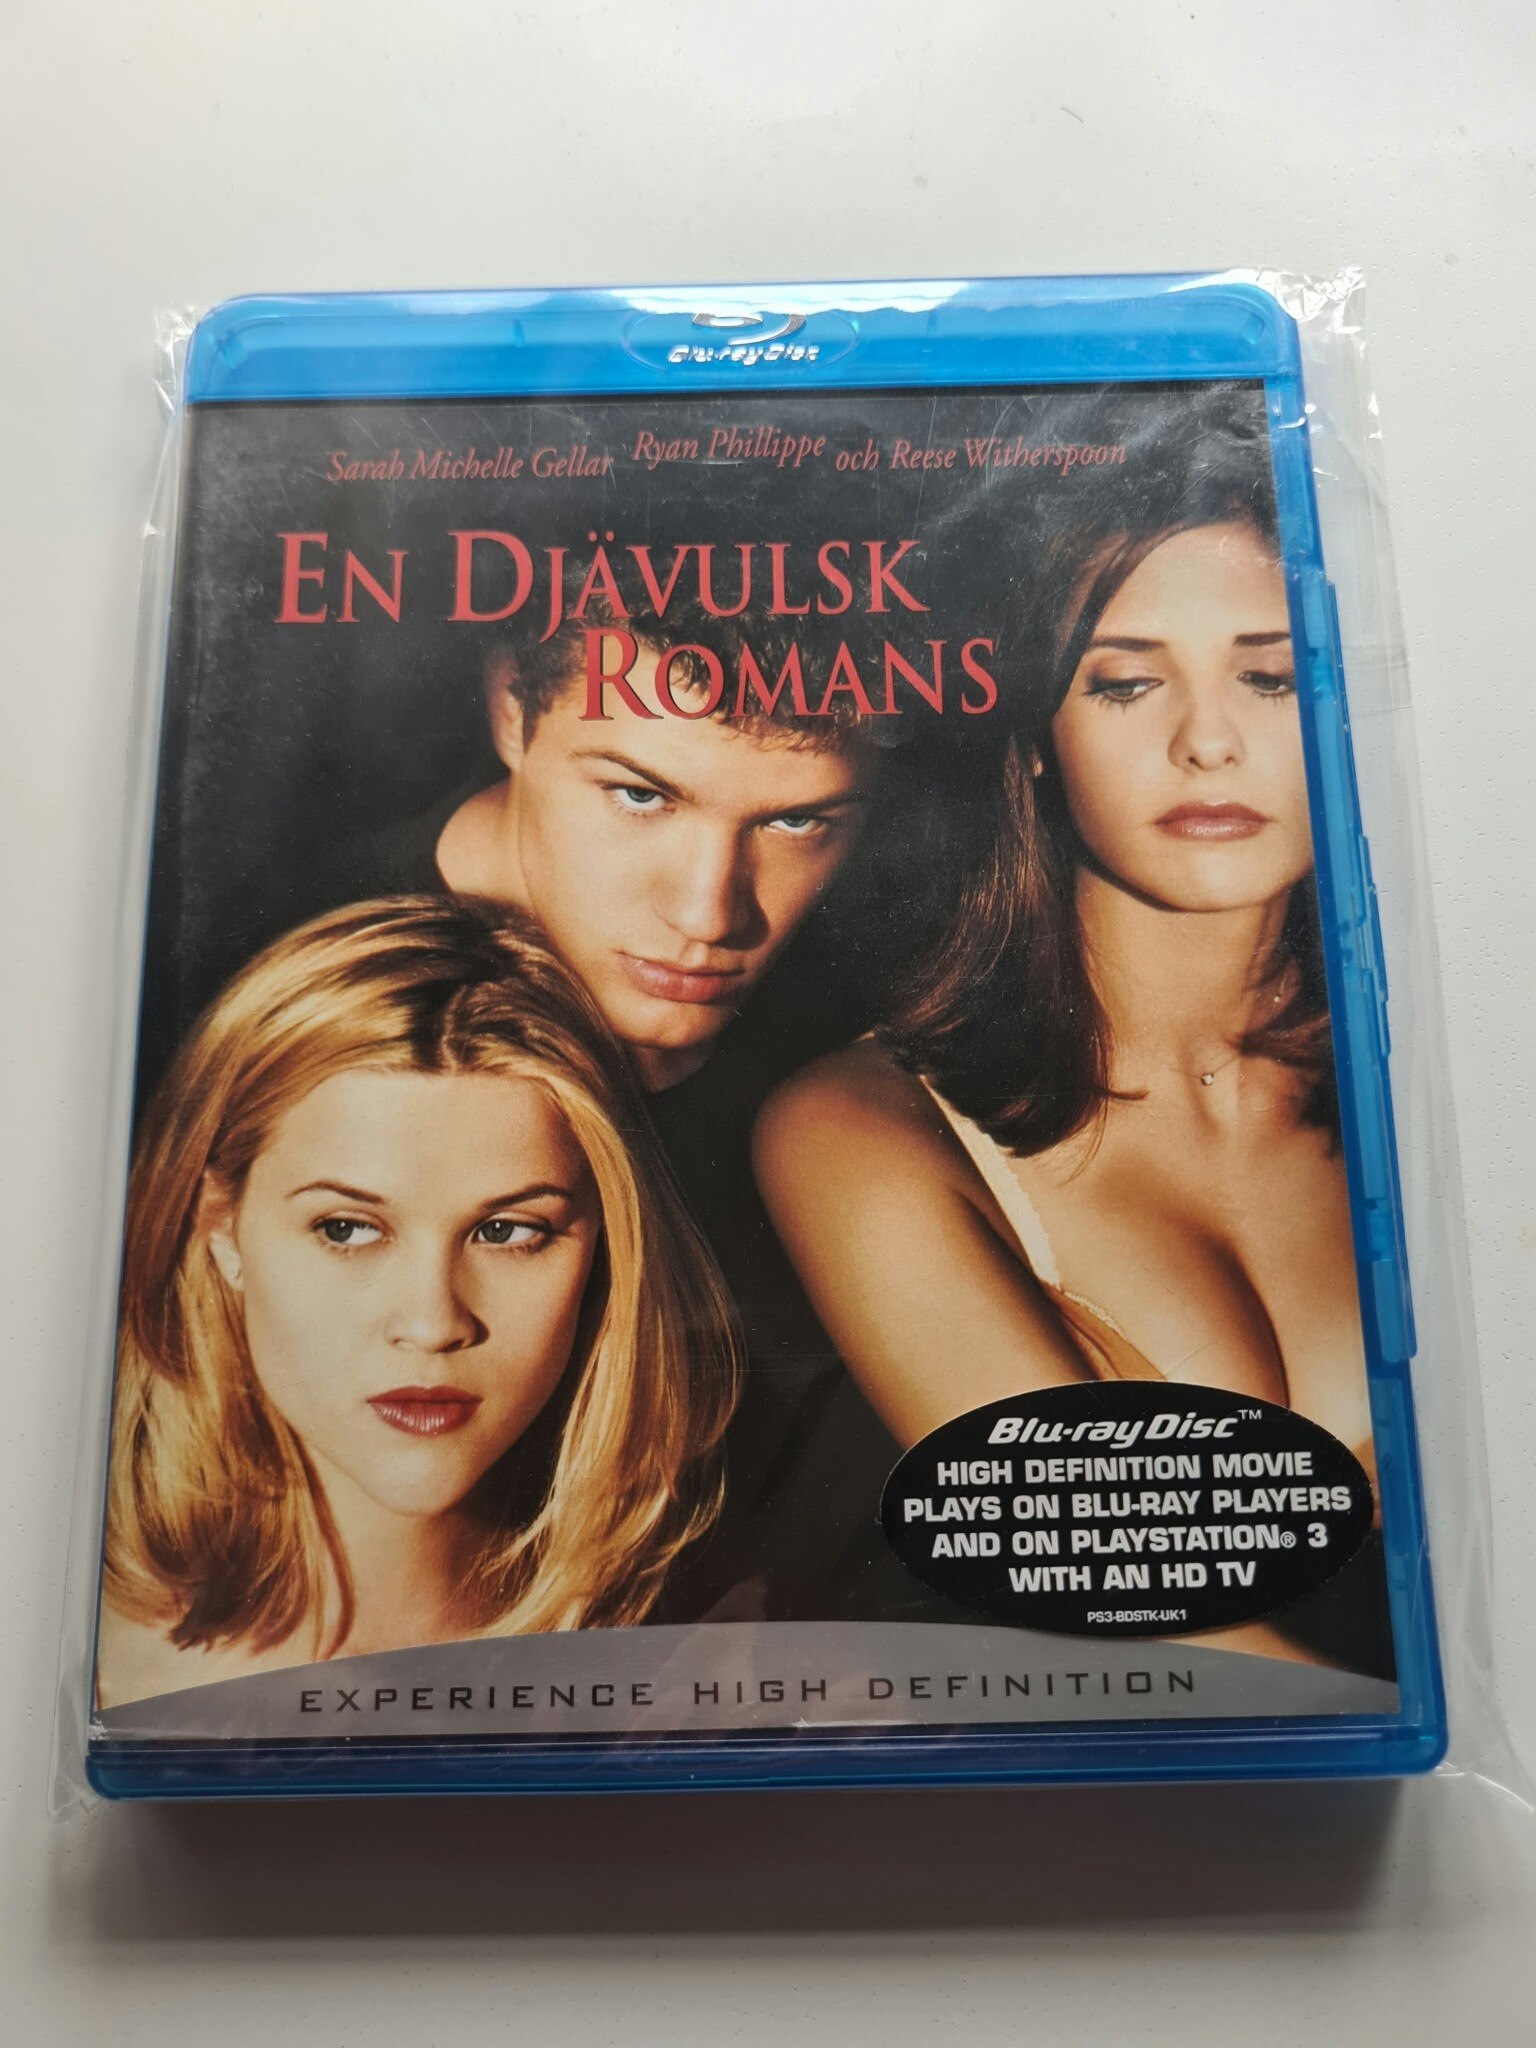 Blu-ray Disc
Sarah Michelle Gellar Ryan Phillippe och Reese Witherspoon
EN DJÄVULSK
ROMANS
Blu-ray Disc™
HIGH DEFINITION MOVIE
PLAYS ON BLU-RAY PLAYERS
AND ON PLAYSTATION® 3
WITH AN HD TV
PS3-BDSTK-UK1
EXPERIENCE HIGH DEFINITION